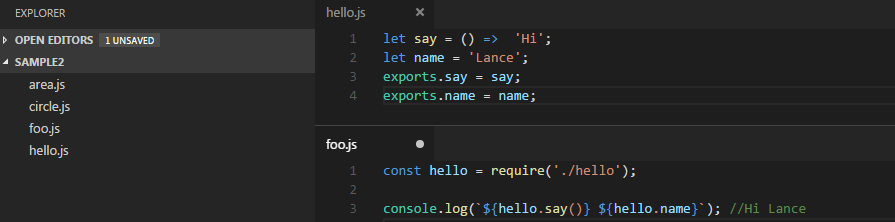 EXPLORER
OPEN EDITORS 1 UNSAVED
SAMPLE2
area.js
circle.js
foo.js
hello.js
hello.js ×
1 let say = () =>  'Hi';
2 let name = 'Lance';
3 exports.say = say;
4 exports.name = name;
foo.js
1 const hello = require('./hello');
2
3 console.log(`${hello.say()} ${hello.name}`); //Hi Lance